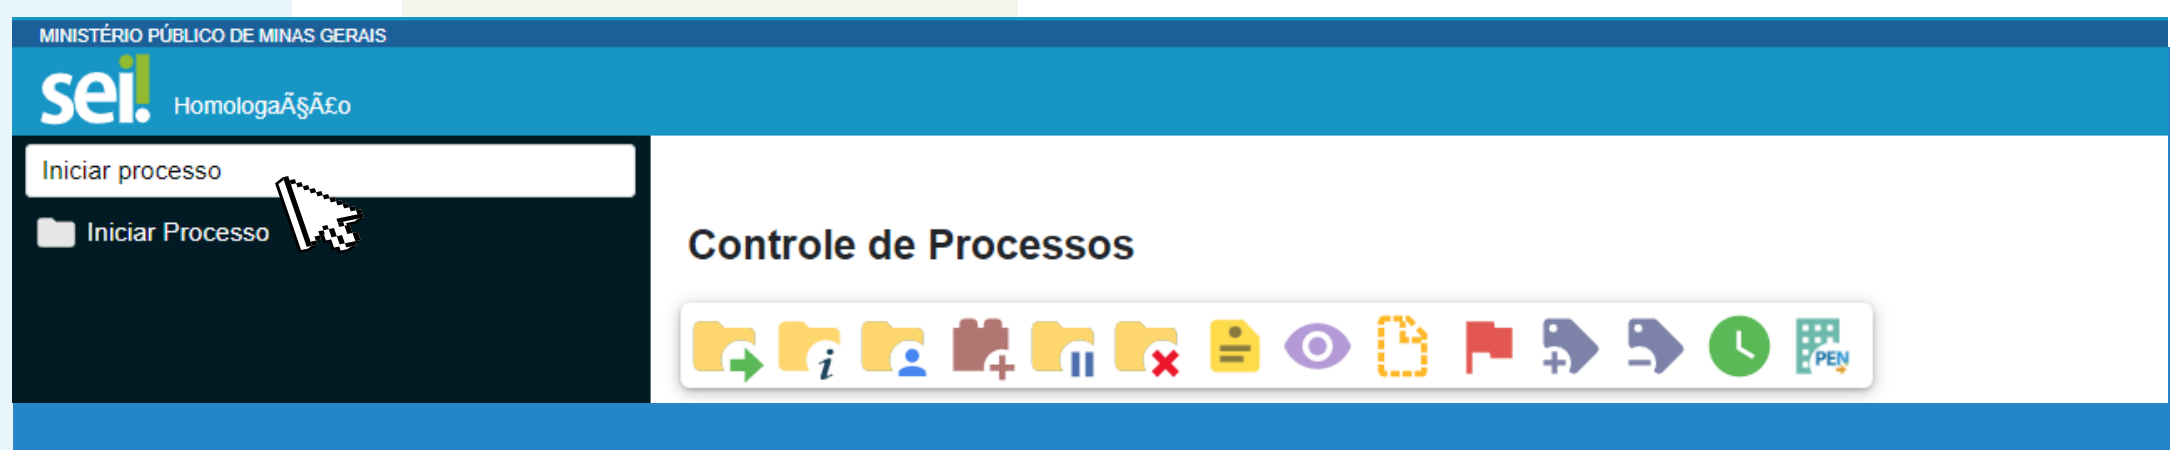 MINISTÉRIO PÚBLICO DE MINAS GERAIS
sei!
HomologaÃ§Ã£o
Iniciar processo
Iniciar Processo
Controle de Processos
i
PEN